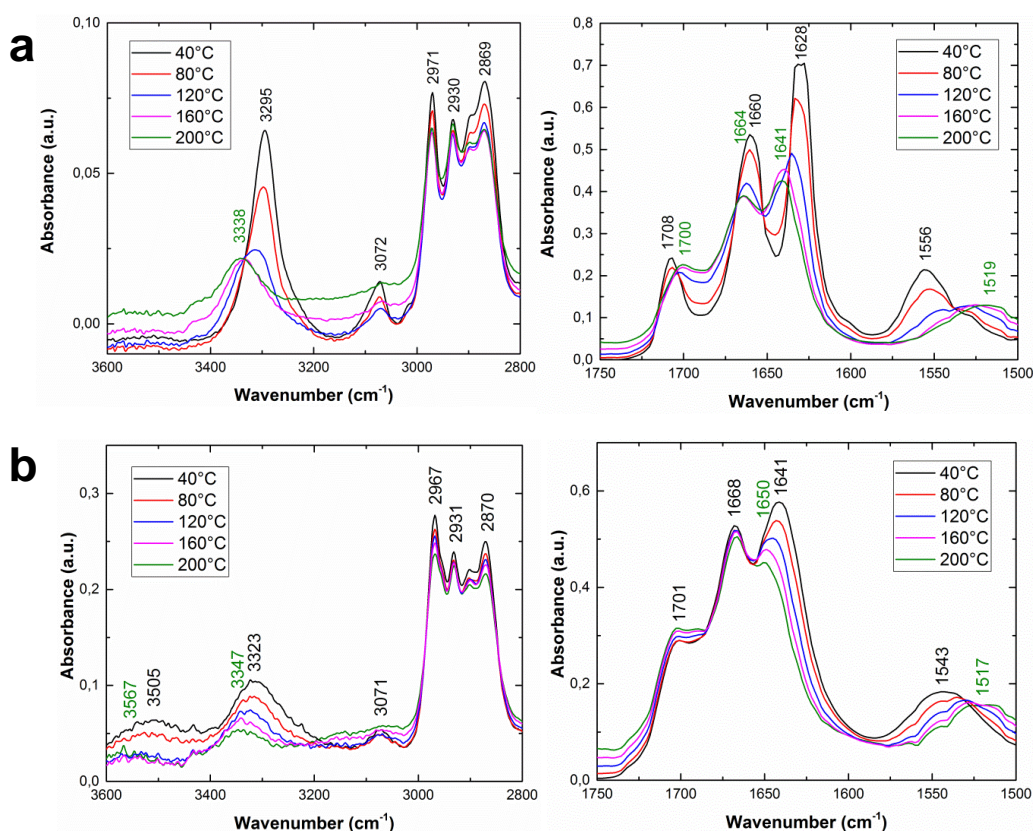 a
0,10
0,05
0,00
Absorbance (a.u.)
40°C
80°C
120°C
160°C
200°C
3338
3295
3072
2971
2930
2869
3600
3400
3200
3000
2800
Wavenumber (cm-1)
0,8
0,7
0,6
0,5
0,4
0,3
0,2
0,1
0,0
Absorbance (a.u.)
40°C
80°C
120°C
160°C
200°C
1708
1700
1664
1660
1641
1628
1556
1519
1750
1700
1650
1600
1550
1500
Wavenumber (cm-1)
b
0,3
0,2
0,1
0,0
Absorbance (a.u.)
40°C
80°C
120°C
160°C
200°C
3567
3505
3347
3323
3071
2967
2931
2870
3600
3400
3200
3000
2800
Wavenumber (cm-1)
0,6
0,4
0,2
0,0
Absorbance (a.u.)
40°C
80°C
120°C
160°C
200°C
1701
1668
1650
1641
1543
1517
1750
1700
1650
1600
1550
1500
Wavenumber (cm-1)